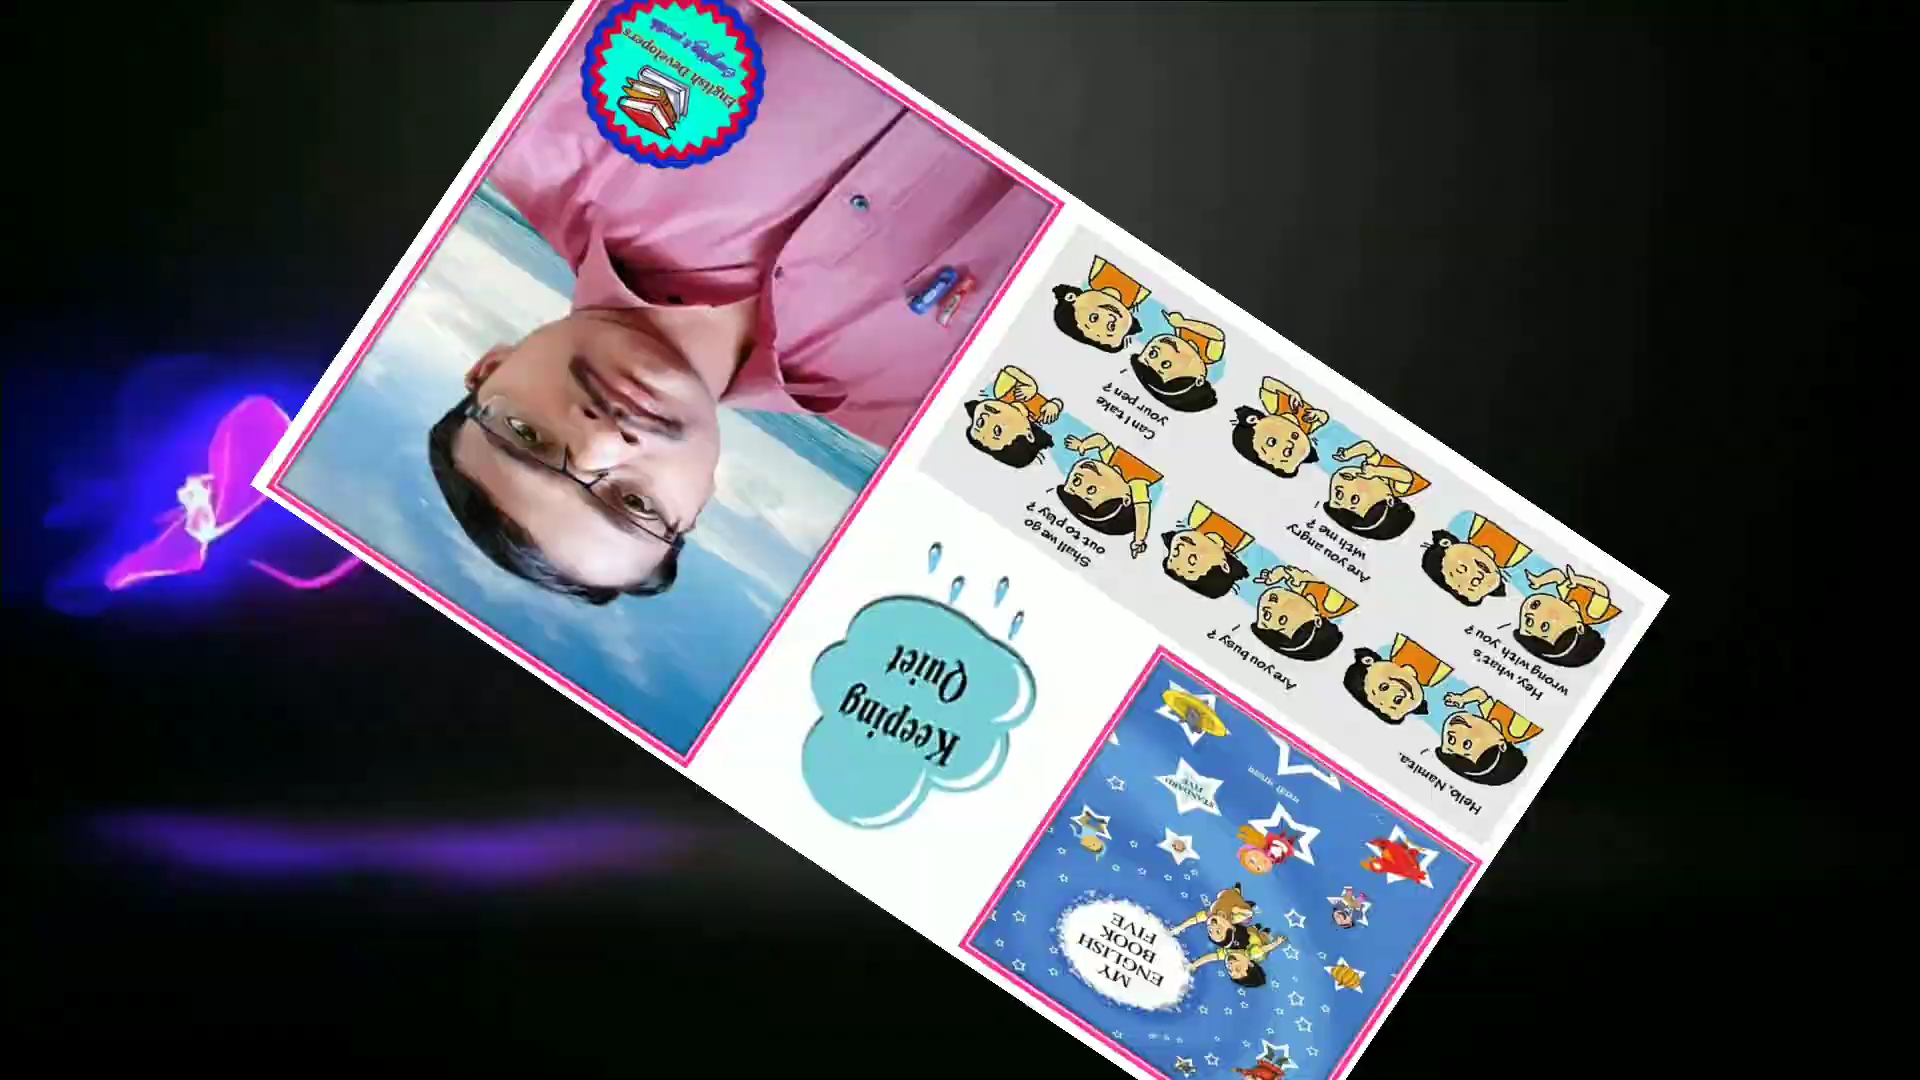 MY
ENGLISH
BOOK
FIVE
STANDARD
FIVE
Keeping
Quiet
Hello, Namita.
Hey, what's
wrong with you ?
Are you busy ?
Are you angry
with me ?
Shall we go
out to play ?
Can I take
your pen ?
English Developers